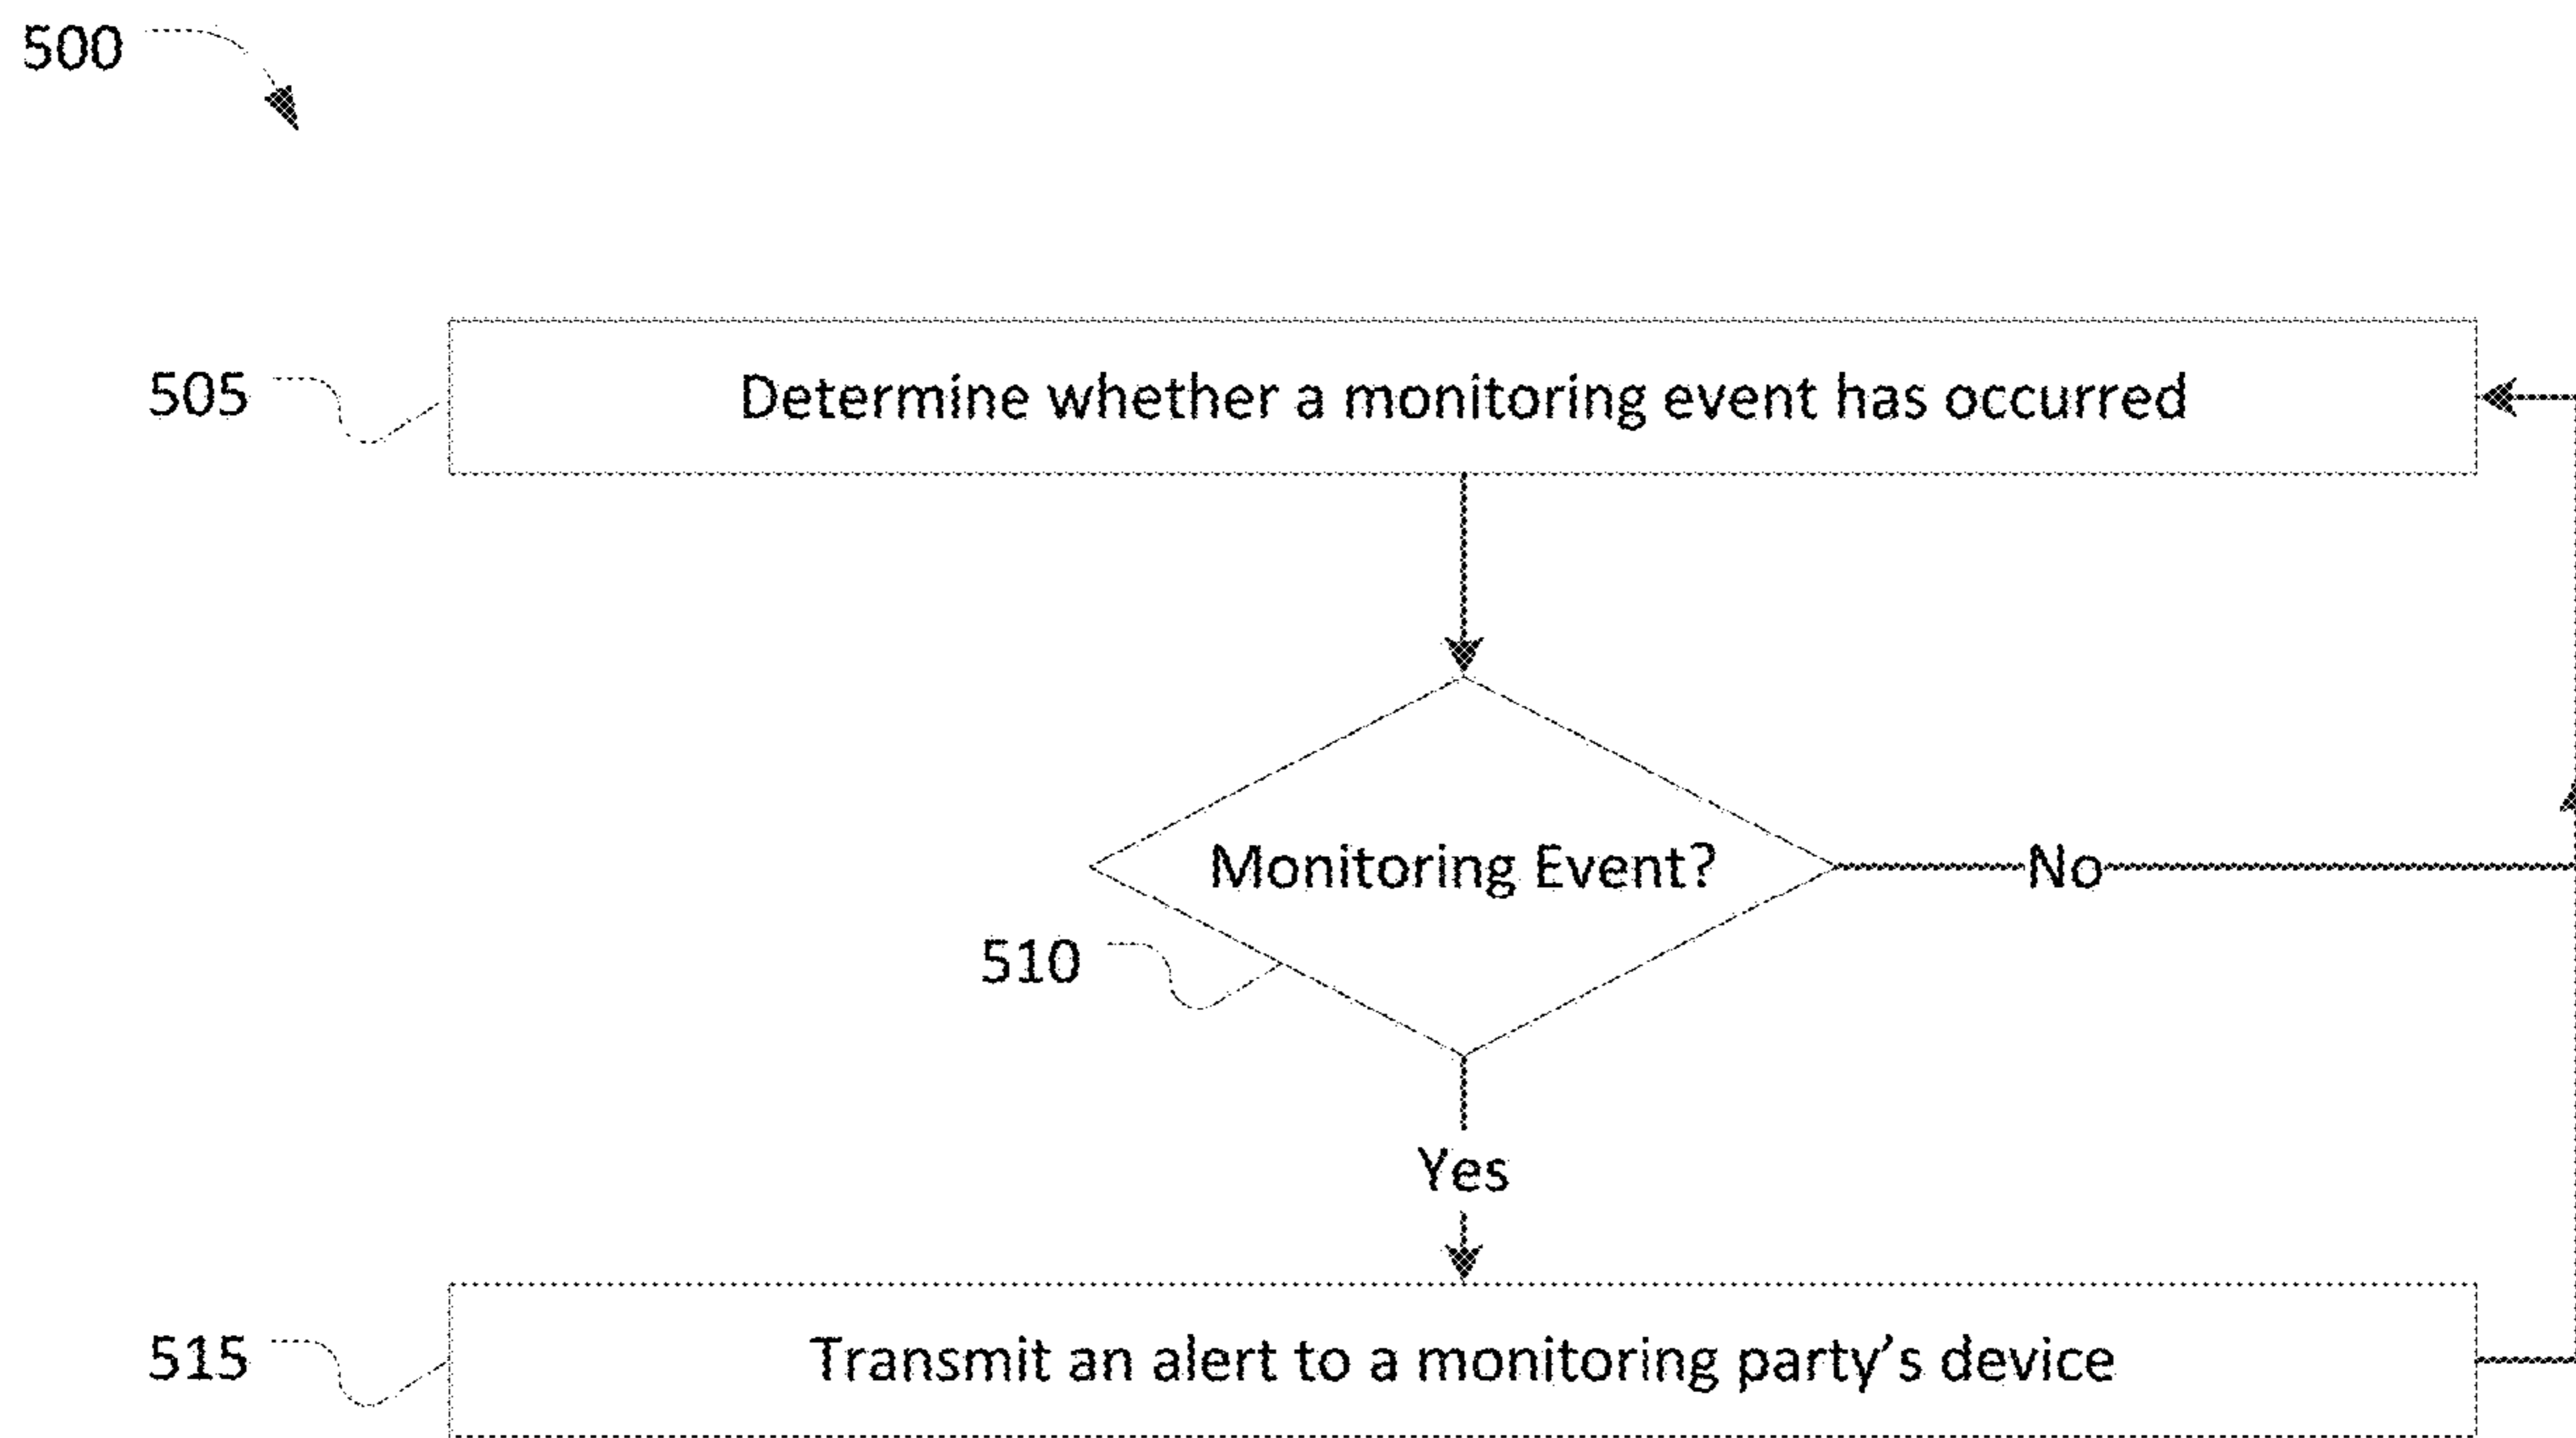 500
505
Determine whether a monitoring event has occurred
Monitoring Event?
No
510
Yes
515
Transmit an alert to a monitoring party's device